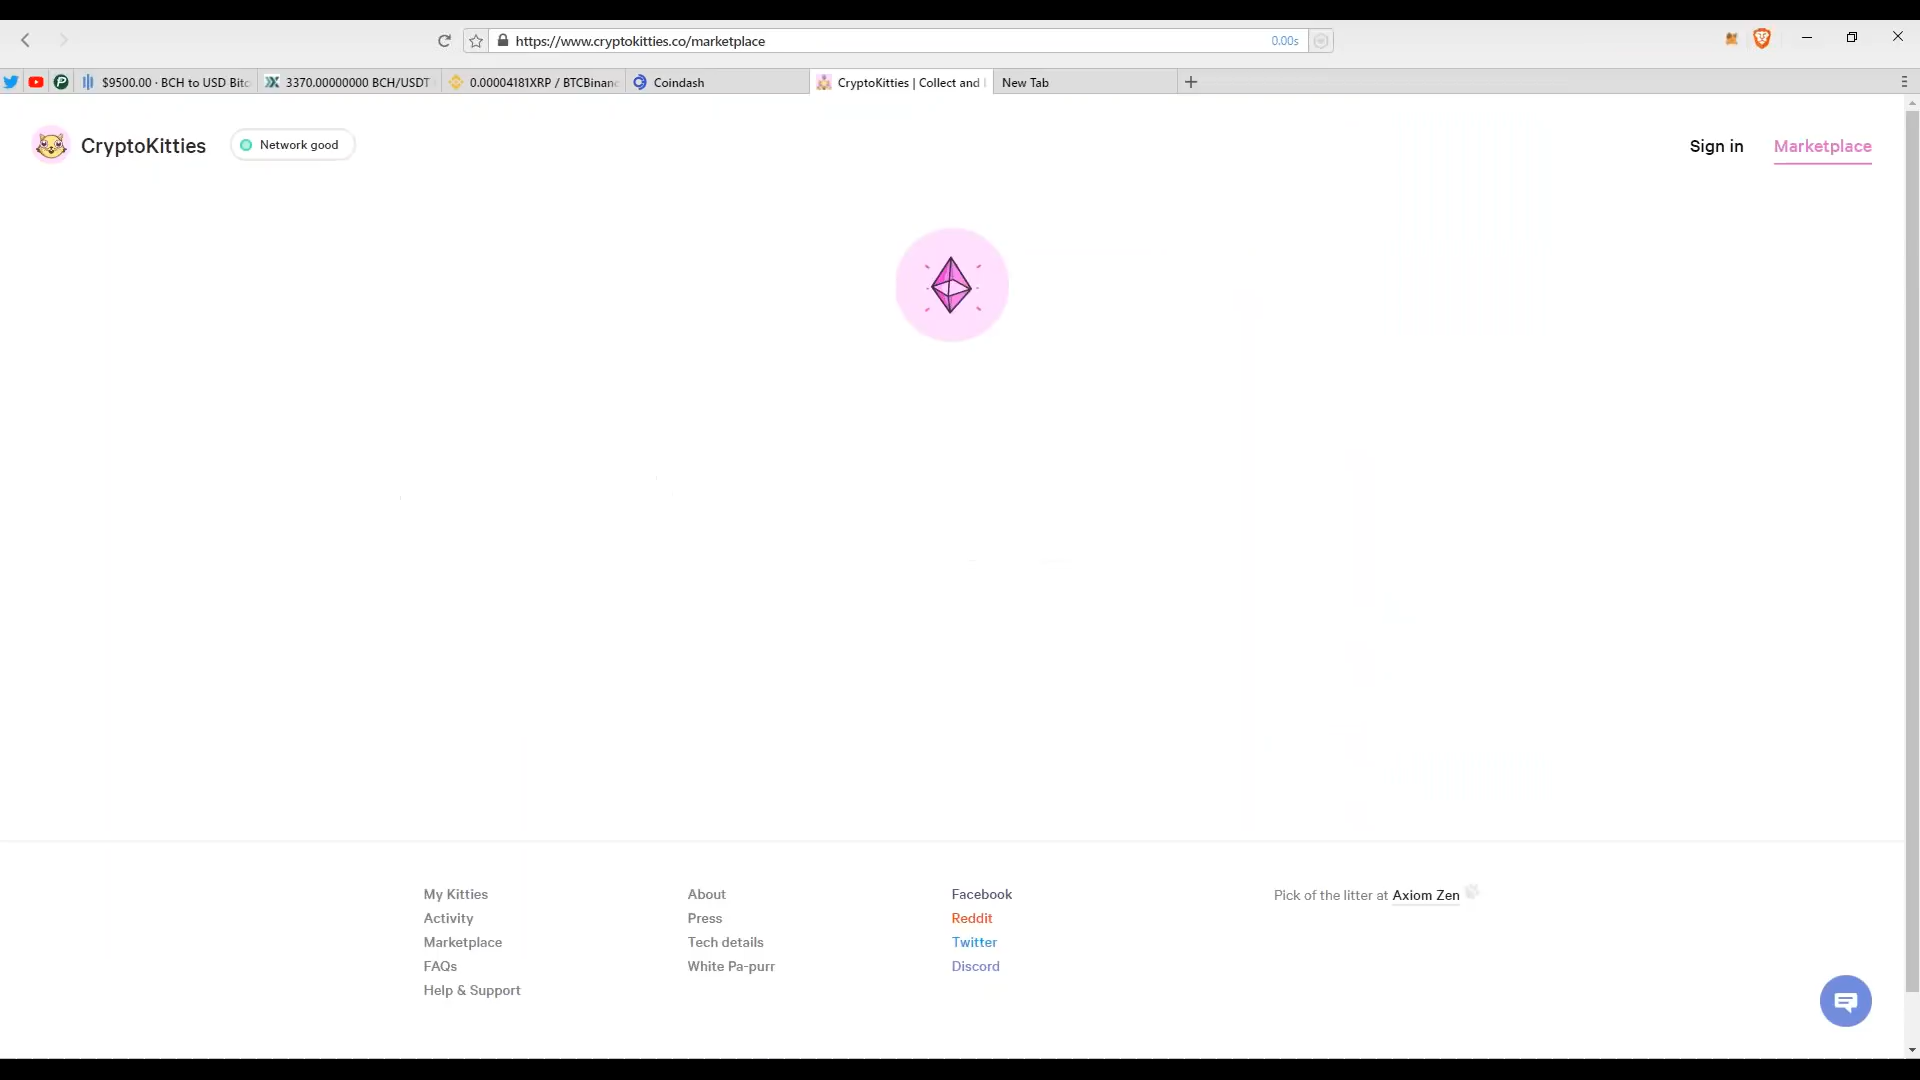 https://www.cryptokitties.co/marketplace
0.00s
$9500.00 · BCH to USD Bitc
3370.00000000 BCH/USDT
0.00004181XRP / BTCBinanc
Coindash
CryptoKitties | Collect and
New Tab
CryptoKitties
Network good
Sign in
Marketplace
My Kitties
Activity
Marketplace
FAQs
Help & Support
About
Press
Tech details
White Pa-purr
Facebook
Reddit
Twitter
Discord
Pick of the litter at Axiom Zen